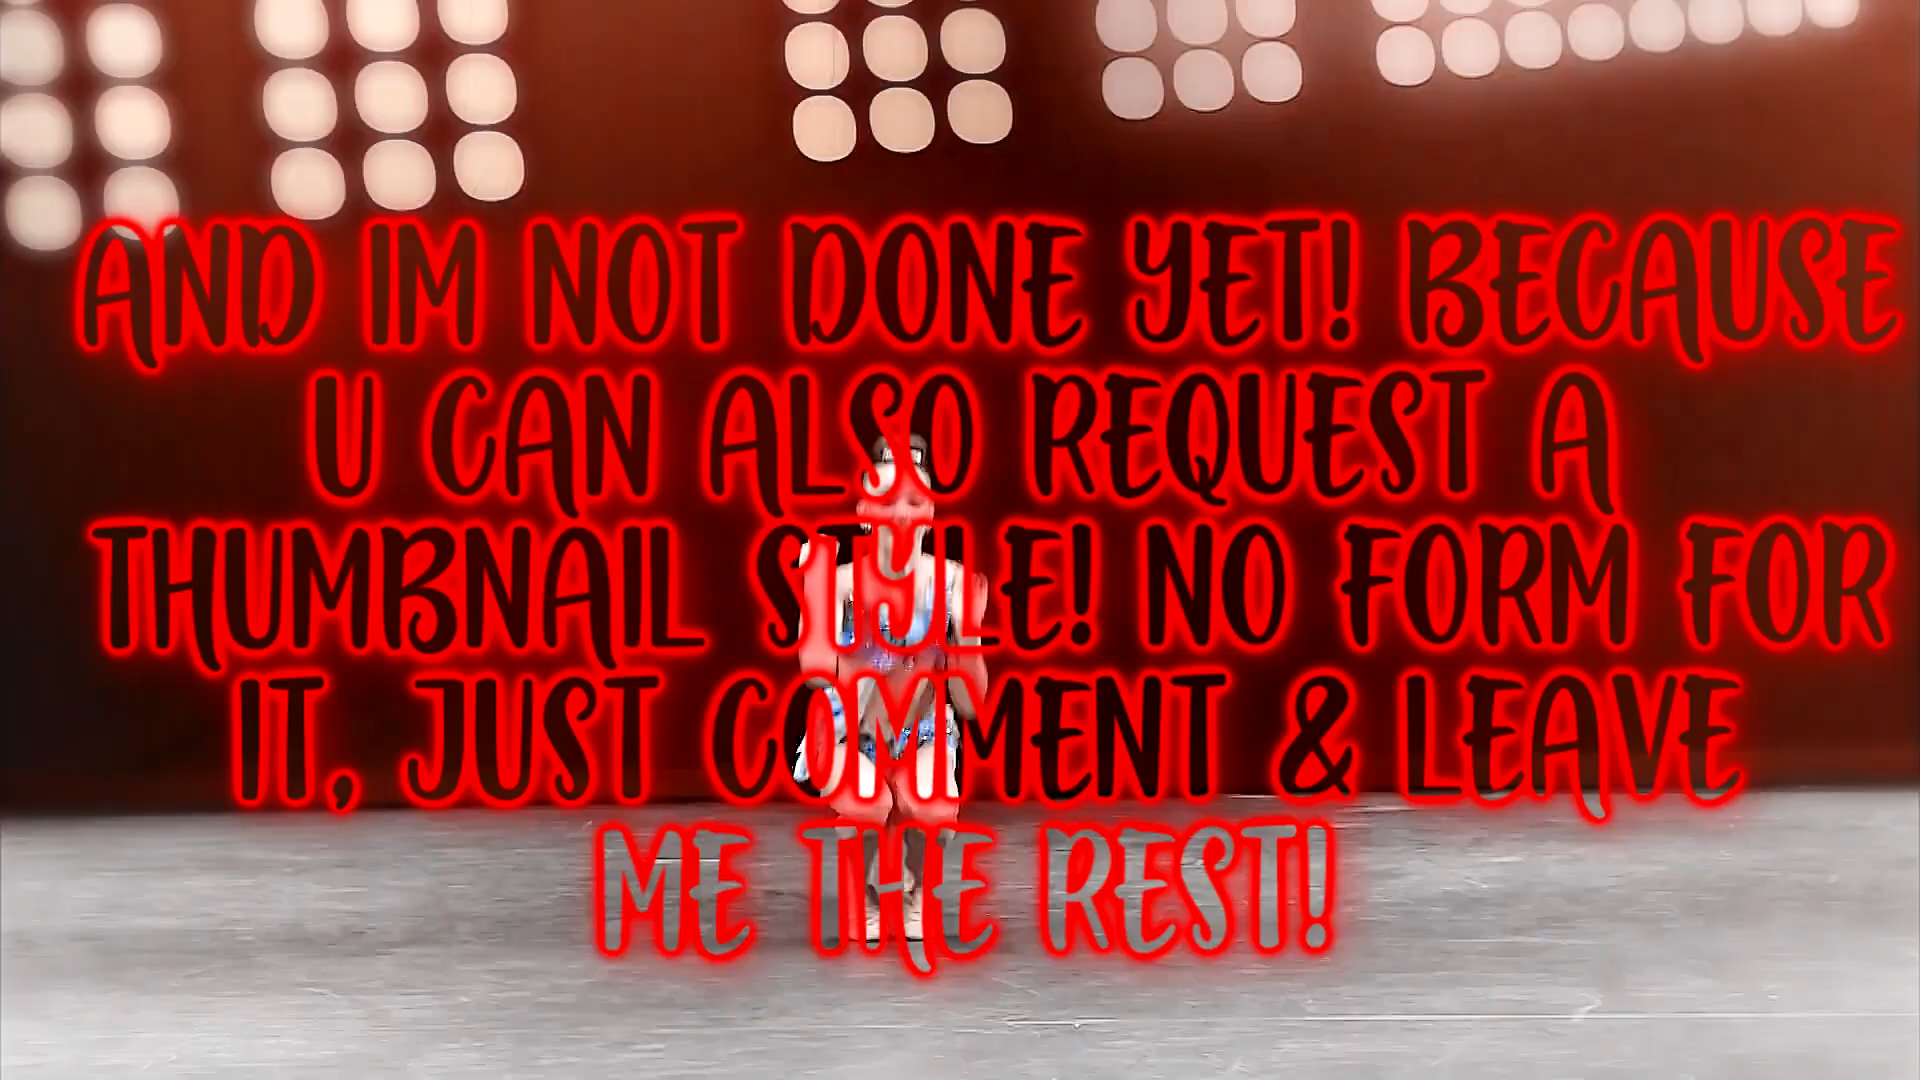 AND IM NOT DONE YET! BECAUSE
U CAN ALSO REQUEST A
THUMBNAIL STYLE! NO FORM FOR
IT, JUST COMMENT & LEAVE
ME THE REST!